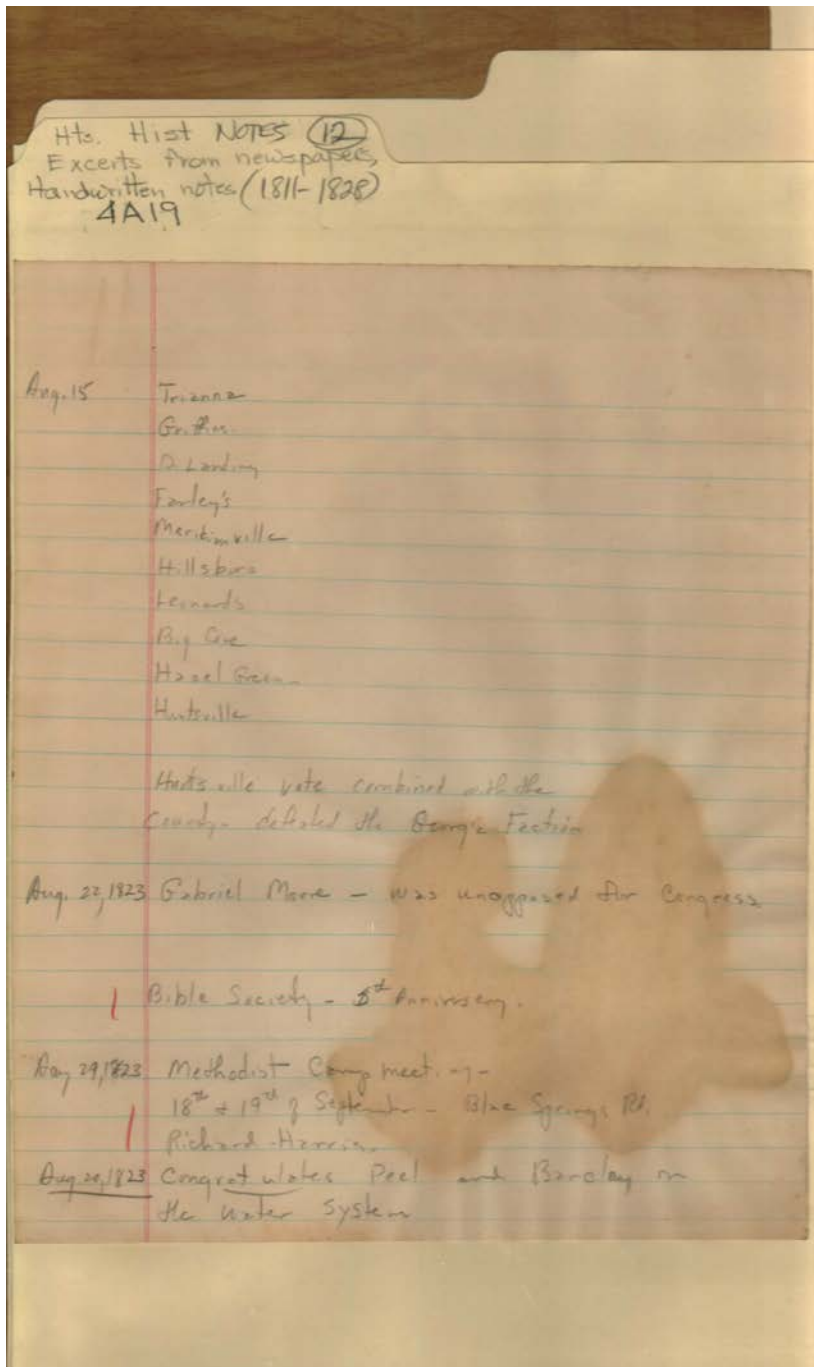 Hts. Hist NOTES (12)
Excerts from newspapers,
Handwritten notes (1811-1828)
4A19
Aug. 15 Trianna
D. Landing
Farley's
Meridianville
Hillsboro
Leonards
Big Cove
Hazel Green
Huntsville
Huntsville vote combined with the
County - defeated the Georgia Faction
Aug. 22, 1823 Gabriel Moore - was unopposed for Congress
Bible Society - 5th Anniversary.
Aug 29, 1823 Methodist Camp meeting -
18th & 19th of September - Blue Springs Rd.
Richard Harris
Aug 29, 1823 Congratulates Peel and Barclay on
the water system